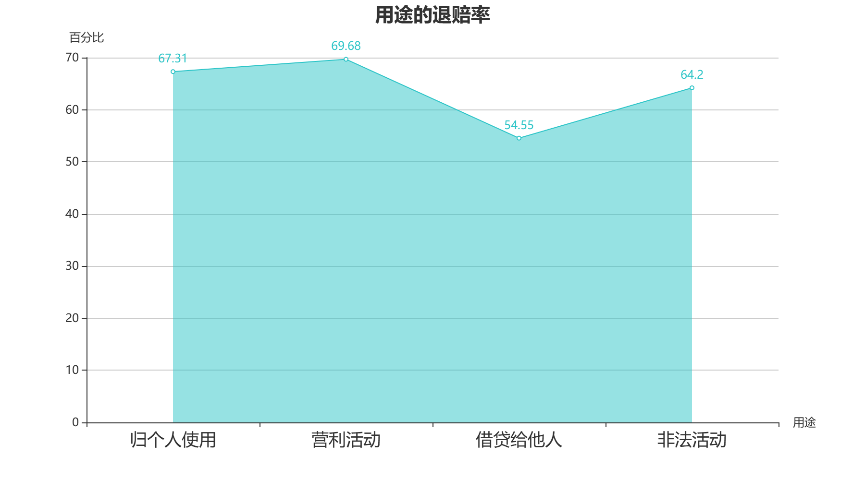 用途的退赔率
百分比
70
60
50
40
30
20
10
0
67.31
69.68
54.55
64.2
归个人使用
营利活动
借贷给他人
非法活动
用途